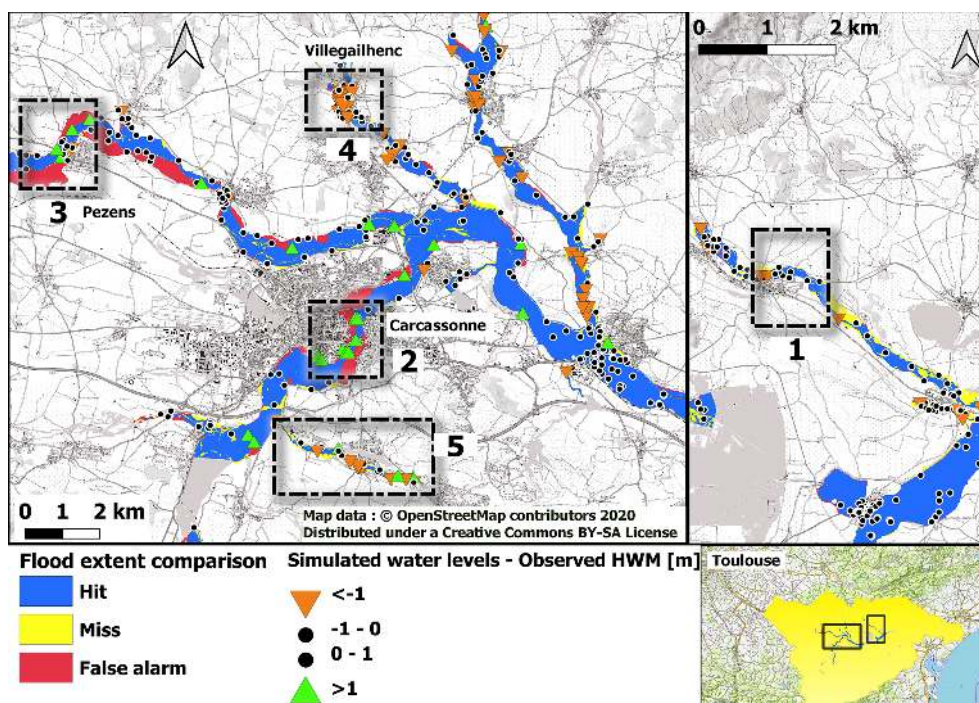 0 1 2 km
Villegailhenc
4
3
Pezens
Carcassonne
2
1
5
0 1 2 km
Map data : © OpenStreetMap contributors 2020
Distributed under a Creative Commons BY-SA License
Flood extent comparison
Hit
Miss
False alarm
Simulated water levels - Observed HWM [m]
<-1
-1 - 0
0 - 1
>1
Toulouse